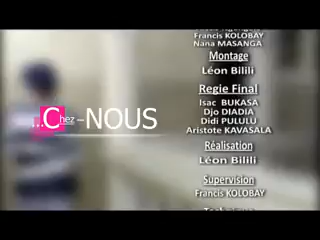 ...Chez-NOUS
Francis KOLOBAY
Nana MASANGA
Montage
Léon Bilili
Regie Final
Isac BUKASA
Djo DIADIA
Didi PULULU
Aristote KAVASALA
Réalisation
Léon Bilili
Supervision
Francis KOLOBAY